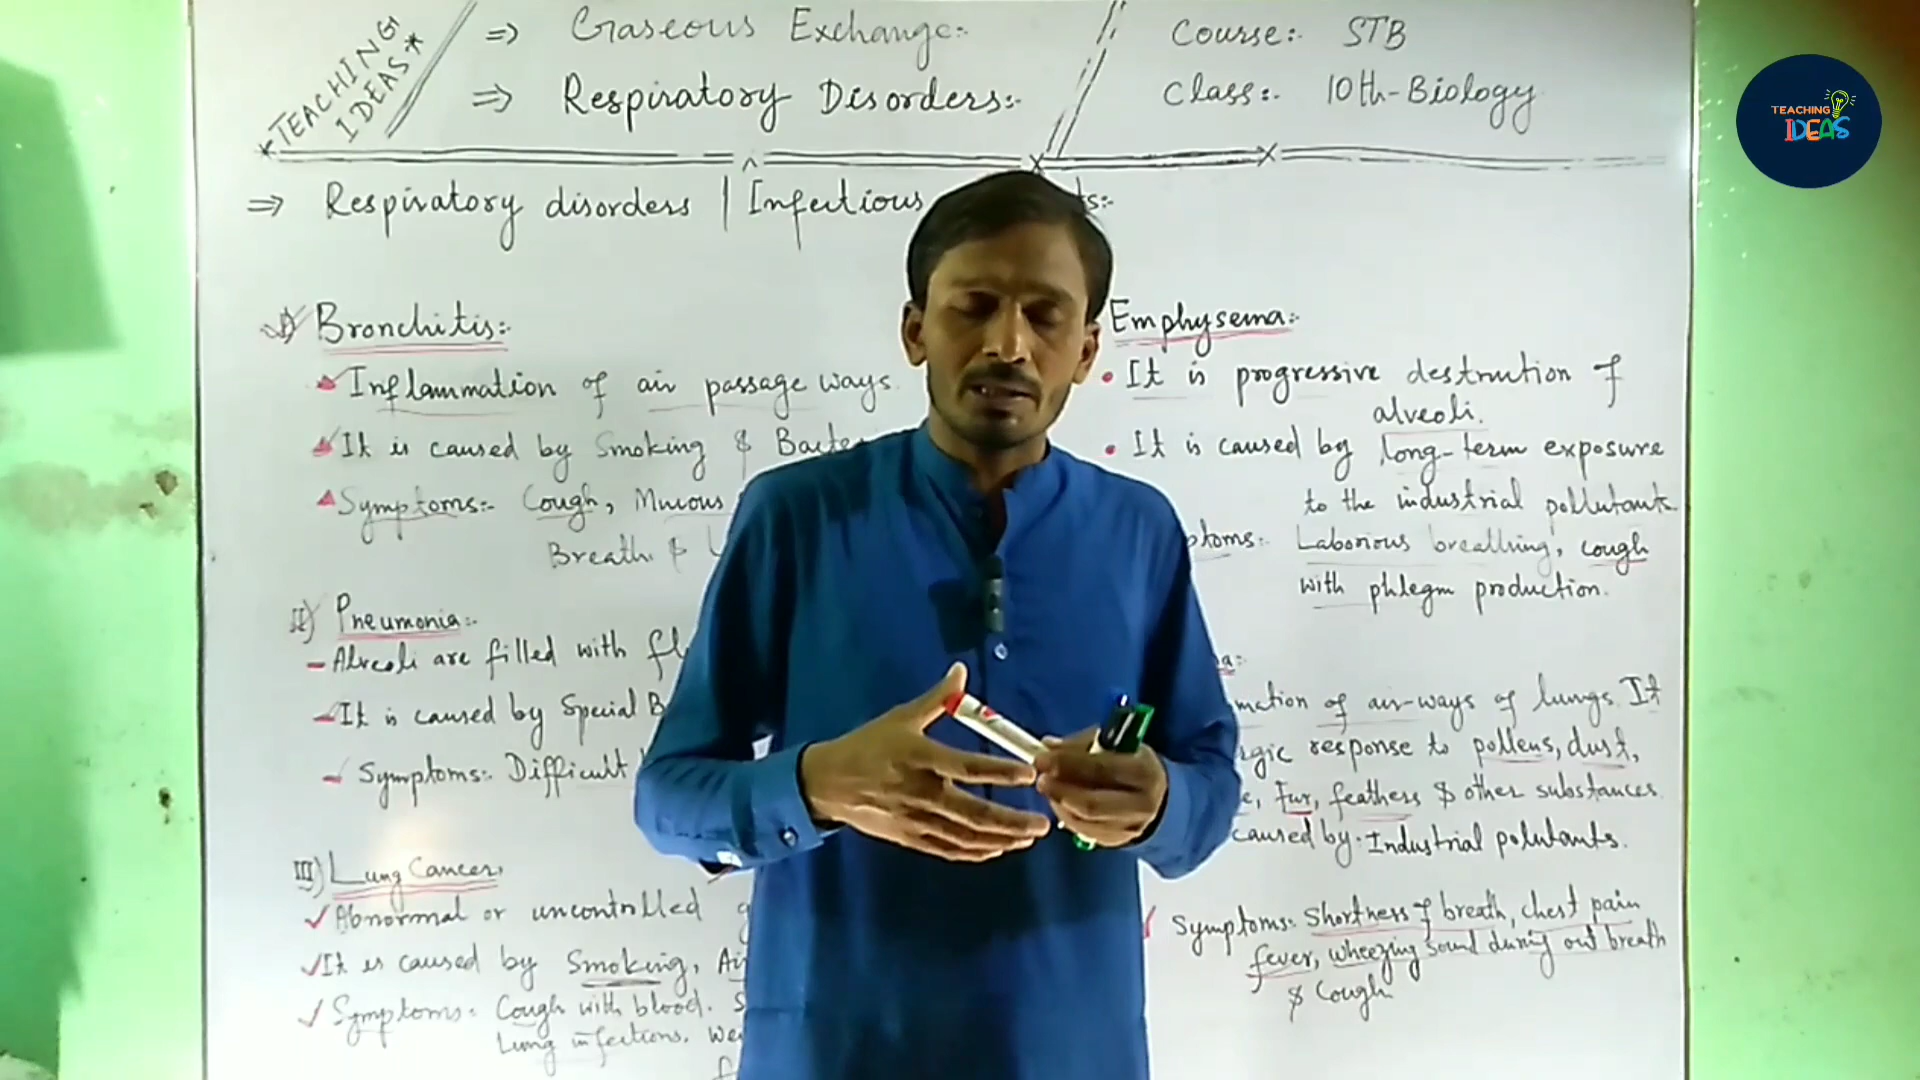 *TEACHING
IDEAS*
⇒ Gaseous Exchange:-
⇒ Respiratory Disorders:-
Course:- STB
Class:- 10th-Biology
TEACHING
IDEAS
⇒ Respiratory disorders | Infectious
I) Bronchitis:-
Inflammation of air passage ways.
It is caused by Smoking &
Symptoms:- Cough, Mucous
Breath &
II) Pneumonia:-
- Alveoli are filled with
- It is caused by Special
- Symptoms:- Difficult
III) Lung Cancer:
✓ Abnormal or uncontrolled
✓ It is caused by Smoking,
✓ Symptoms: Cough with blood.
Lung infections.
Emphysema:-
• It is progressive destruction of
alveoli.
• It is caused by long-term exposure
to the industrial pollutants.
Laborious breathing, cough
with phlegm production.
of air-ways of lungs. It
response to pollens, dust,
Fur, feathers & other substances.
caused by: Industrial polutants.
✓ Symptoms: Shortness of breath, chest pain
fever, wheezing sound during out breath
& Cough